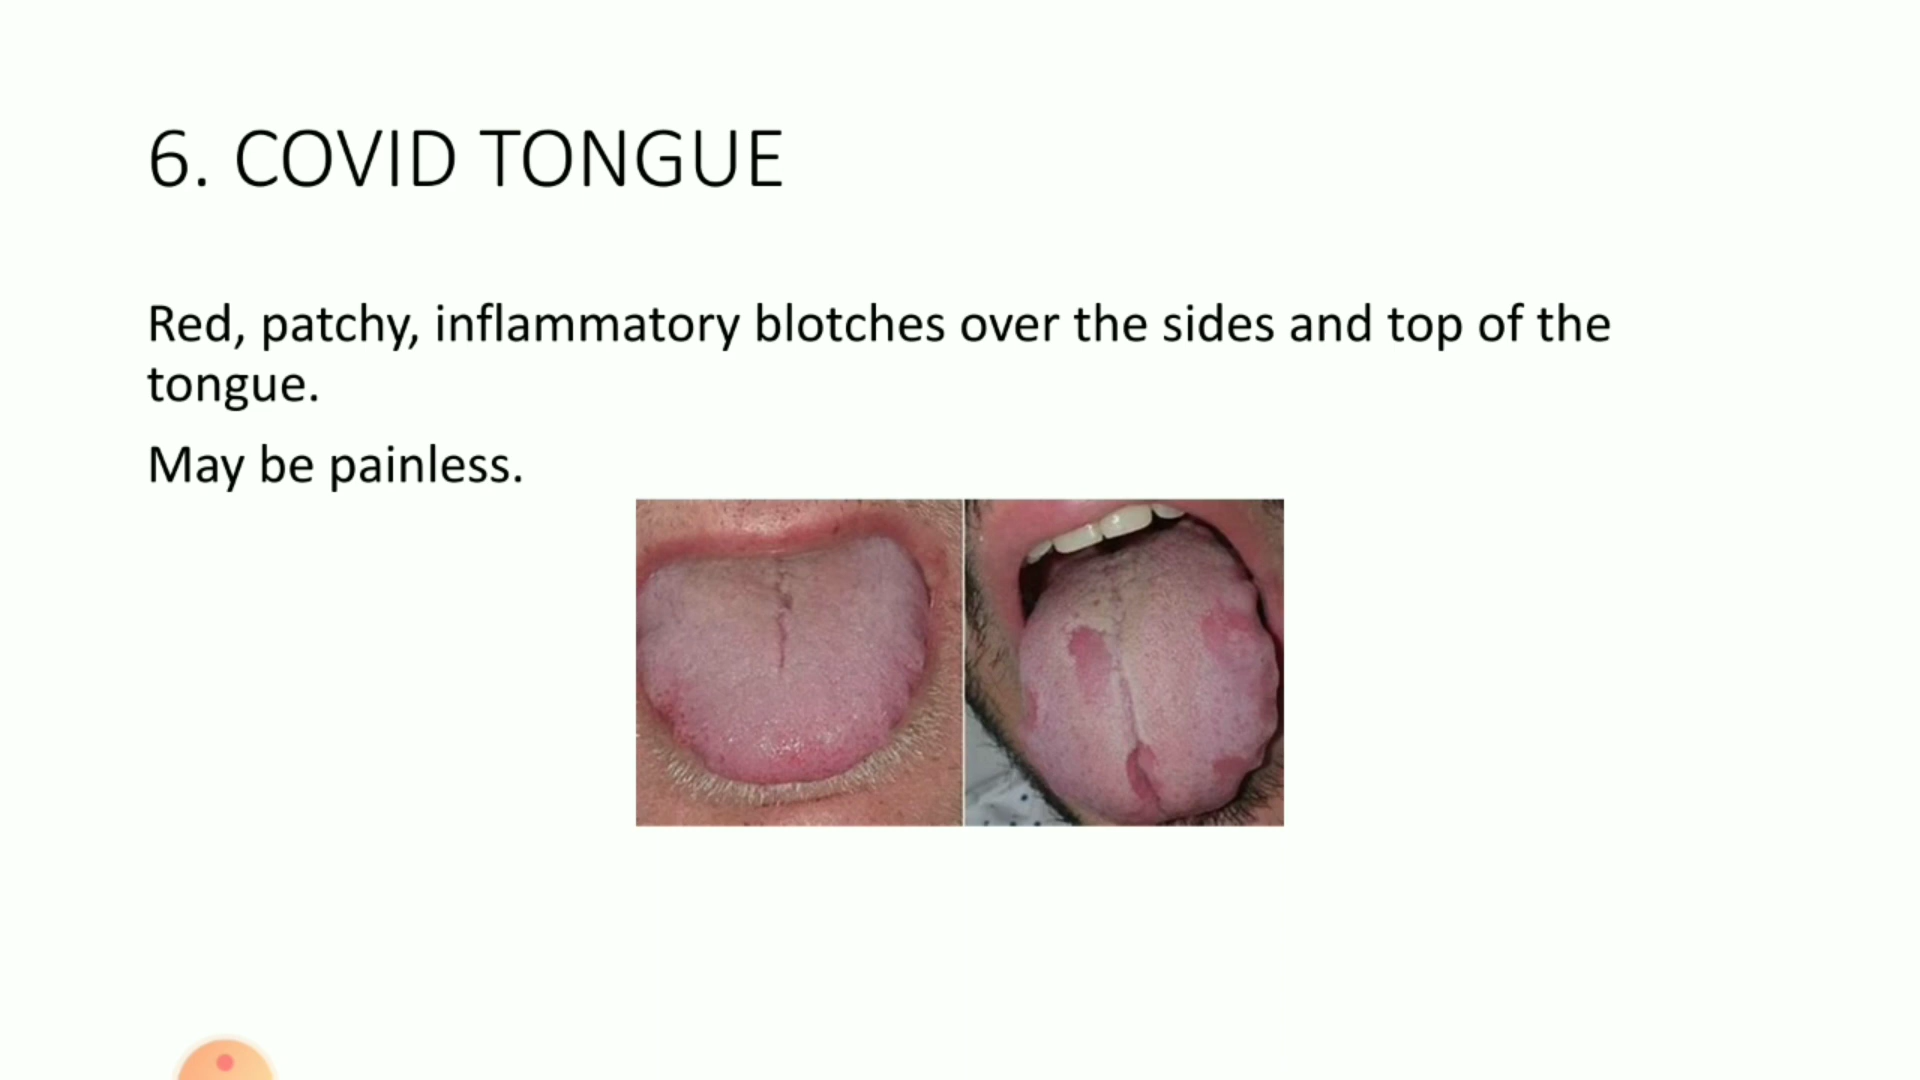 6. COVID TONGUE
Red, patchy, inflammatory blotches over the sides and top of the
tongue.
May be painless.